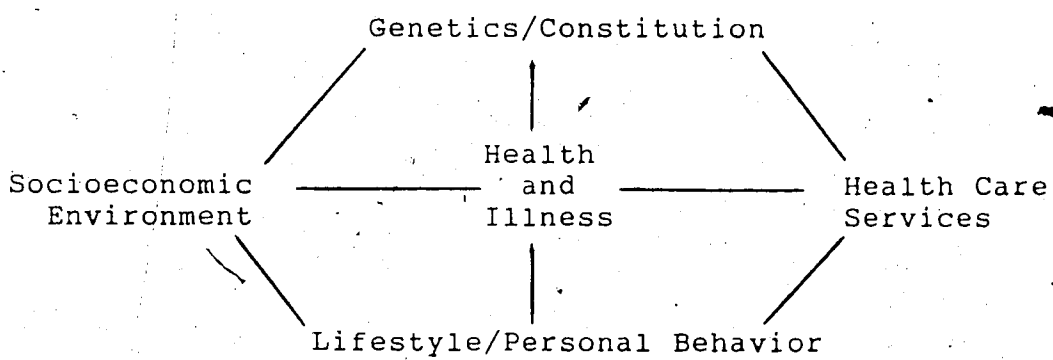 Genetics/Constitution
Health
and
Illness
Socioeconomic
Environment
Health Care
Services
Lifestyle/Personal Behavior